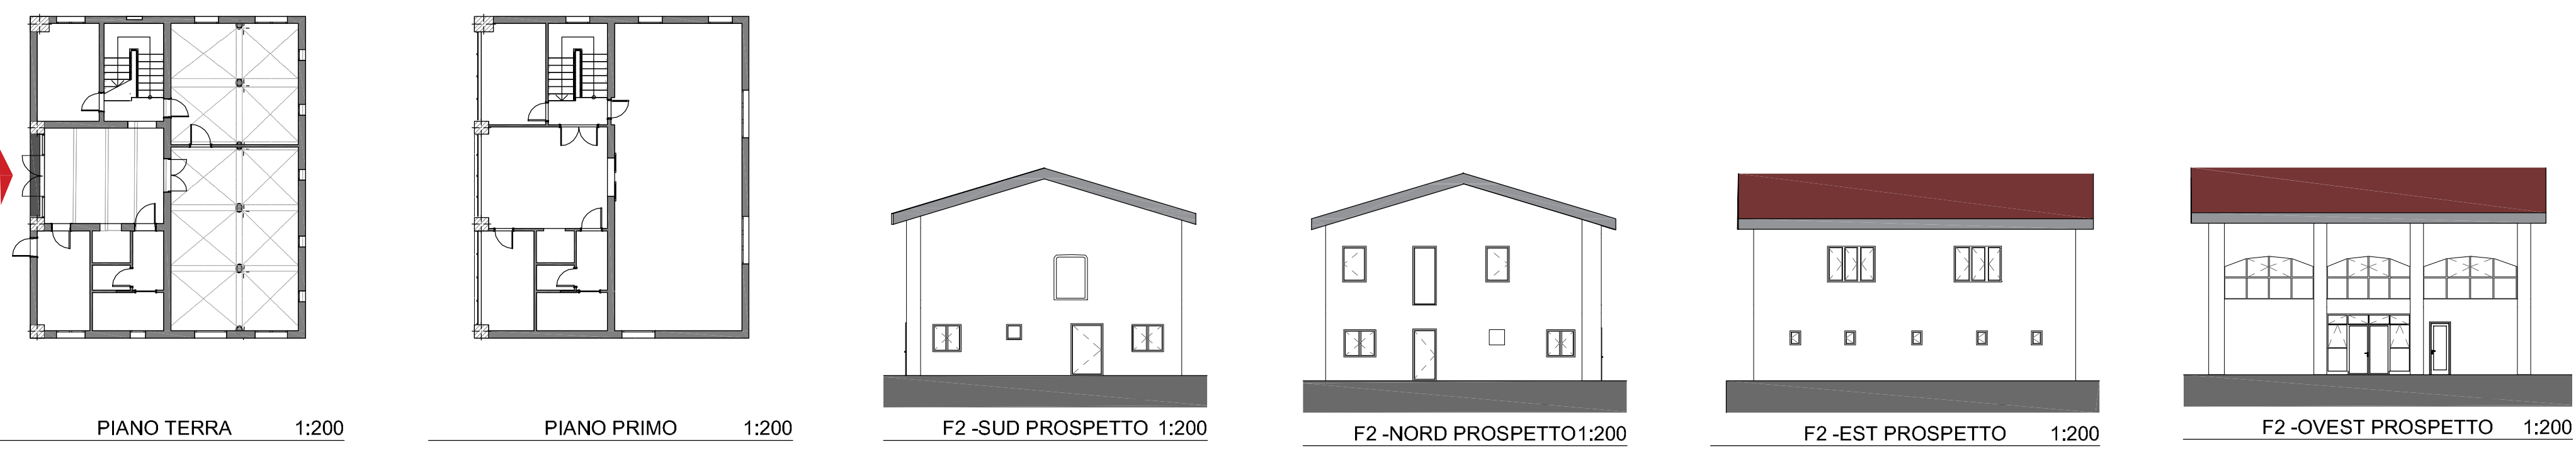 PIANO TERRA 1:200
PIANO PRIMO 1:200
F2 -SUD PROSPETTO 1:200
F2 -NORD PROSPETTO1:200
F2 -EST PROSPETTO 1:200
F2 -OVEST PROSPETTO 1:200